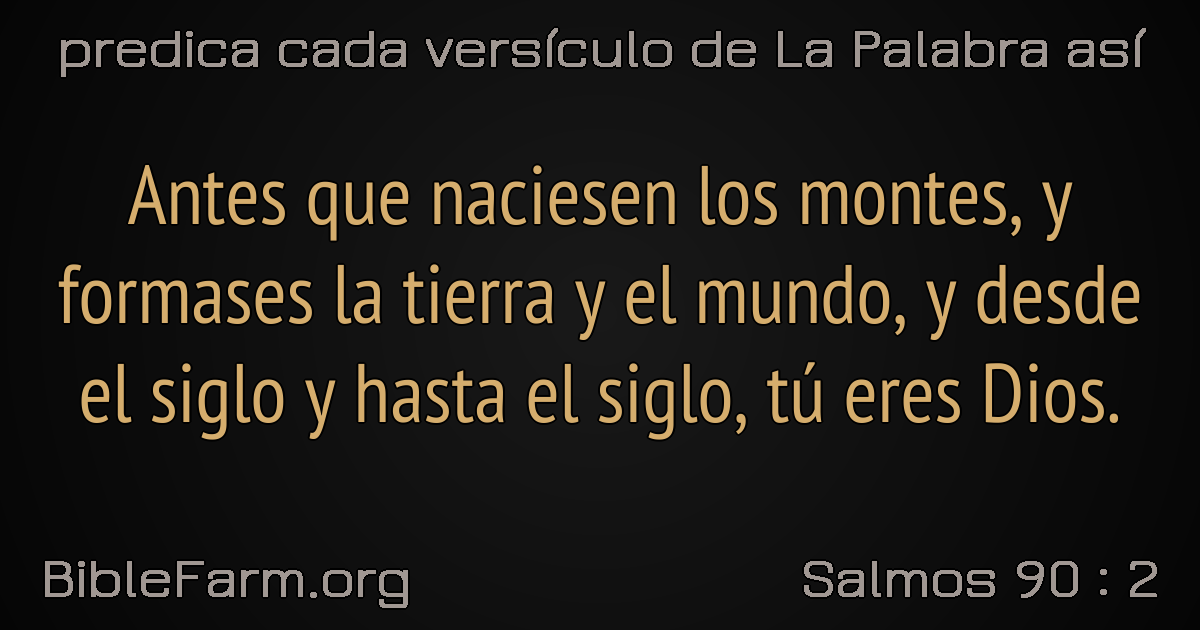 predica cada versículo de La Palabra así
Antes que naciesen los montes, y
formases la tierra y el mundo, y desde
el siglo y hasta el siglo, tú eres Dios.
BibleFarm.org
Salmos 90 : 2